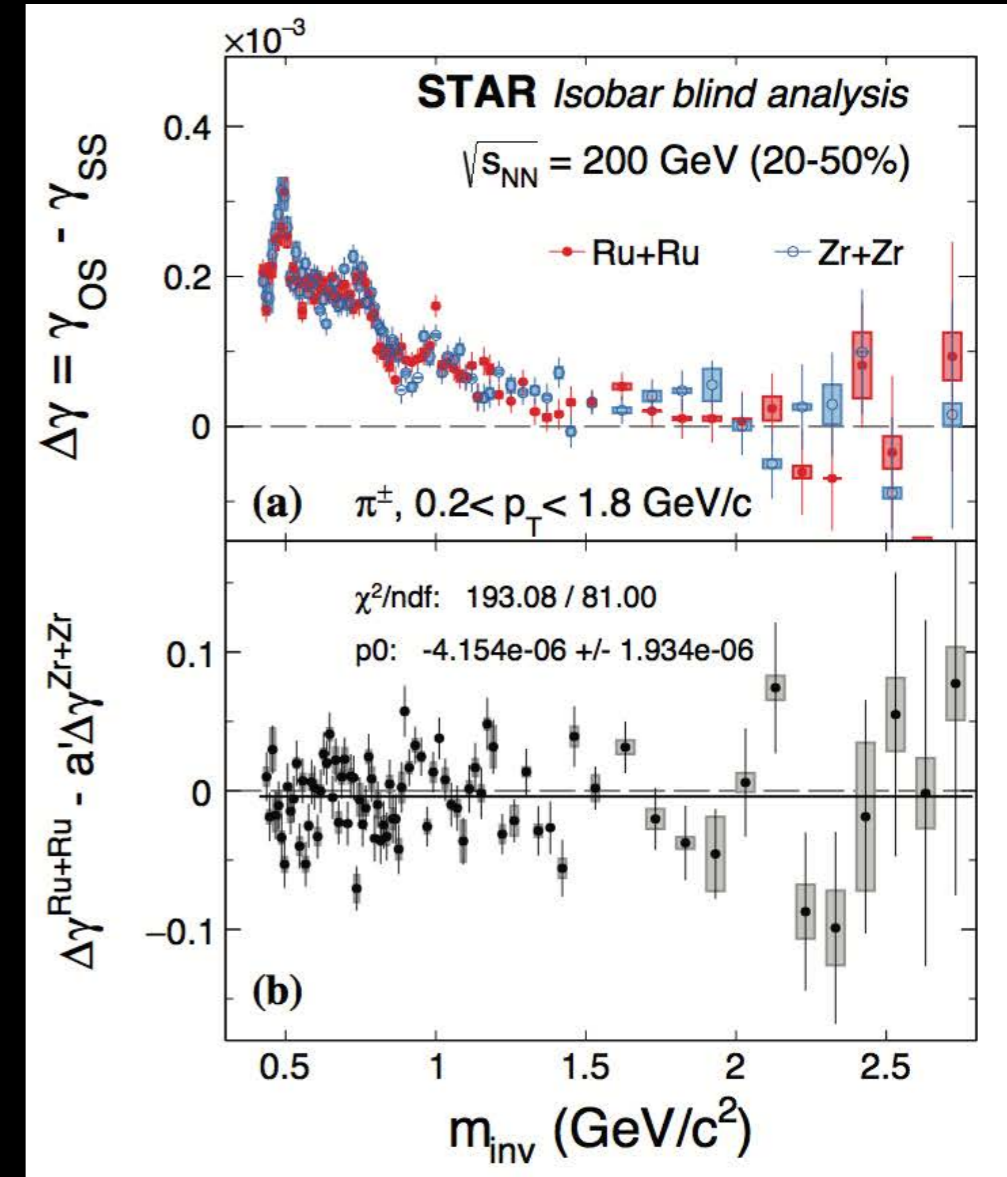 ×10⁻³
STAR Isobar blind analysis
√s_NN = 200 GeV (20-50%)
Ru+Ru Zr+Zr
Δγ = γ_OS - γ_SS
0.4
0.2
0
(a) π±, 0.2< p_T< 1.8 GeV/c
χ²/ndf: 193.08 / 81.00
p0: -4.154e-06 +/- 1.934e-06
Δγ^Ru+Ru - a'Δγ^Zr+Zr
0.1
0
−0.1
(b)
0.5 1 1.5 2 2.5
m_inv (GeV/c²)